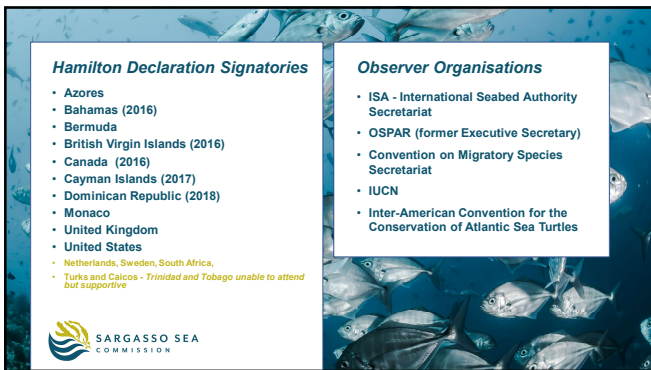 Hamilton Declaration Signatories
• Azores
• Bahamas (2016)
• Bermuda
• British Virgin Islands (2016)
• Canada (2016)
• Cayman Islands (2017)
• Dominican Republic (2018)
• Monaco
• United Kingdom
• United States
• Netherlands, Sweden, South Africa,
• Turks and Caicos - Trinidad and Tobago unable to attend
but supportive
SARGASSO SEA
COMMISSION
Observer Organisations
• ISA - International Seabed Authority
Secretariat
• OSPAR (former Executive Secretary)
• Convention on Migratory Species
Secretariat
• IUCN
• Inter-American Convention for the
Conservation of Atlantic Sea Turtles